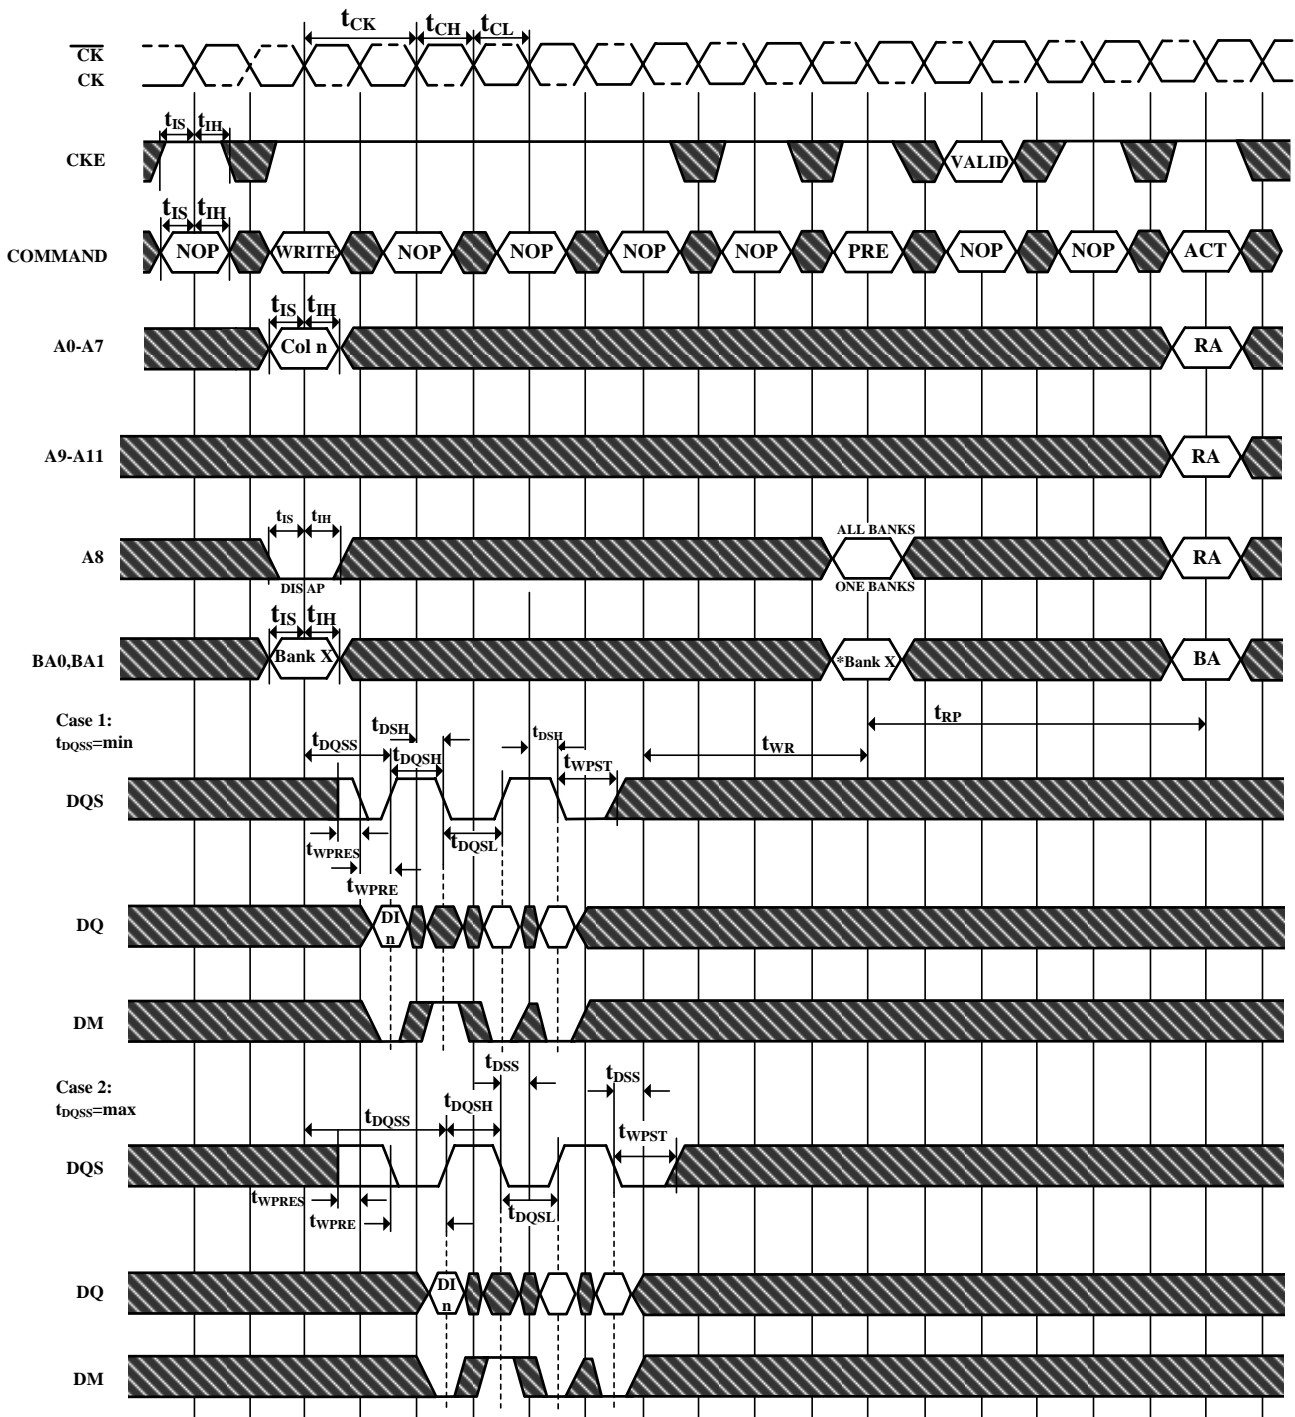 tCK tCH tCL
CK
CK
tIS tIH
CKE VALID
tIS tIH
COMMAND NOP WRITE NOP NOP NOP NOP PRE NOP NOP ACT
tIS tIH
A0-A7 Col n RA
A9-A11 RA
tIS tIH ALL BANKS
A8 RA
DIS AP ONE BANKS
tIS tIH
BA0,BA1 Bank X *Bank X BA
Case 1:
tDQSS=min
tDSH tDSH tRP
tDQSS tDQSH tWPST tWR
DQS
tWPRES tDQSL
tWPRE
DQ DI
n
DM
tDSS tDSS
Case 2:
tDQSS=max
tDQSS tDQSH tWPST
DQS
tWPRES tWPRE tDQSL
DQ DI
n
DM